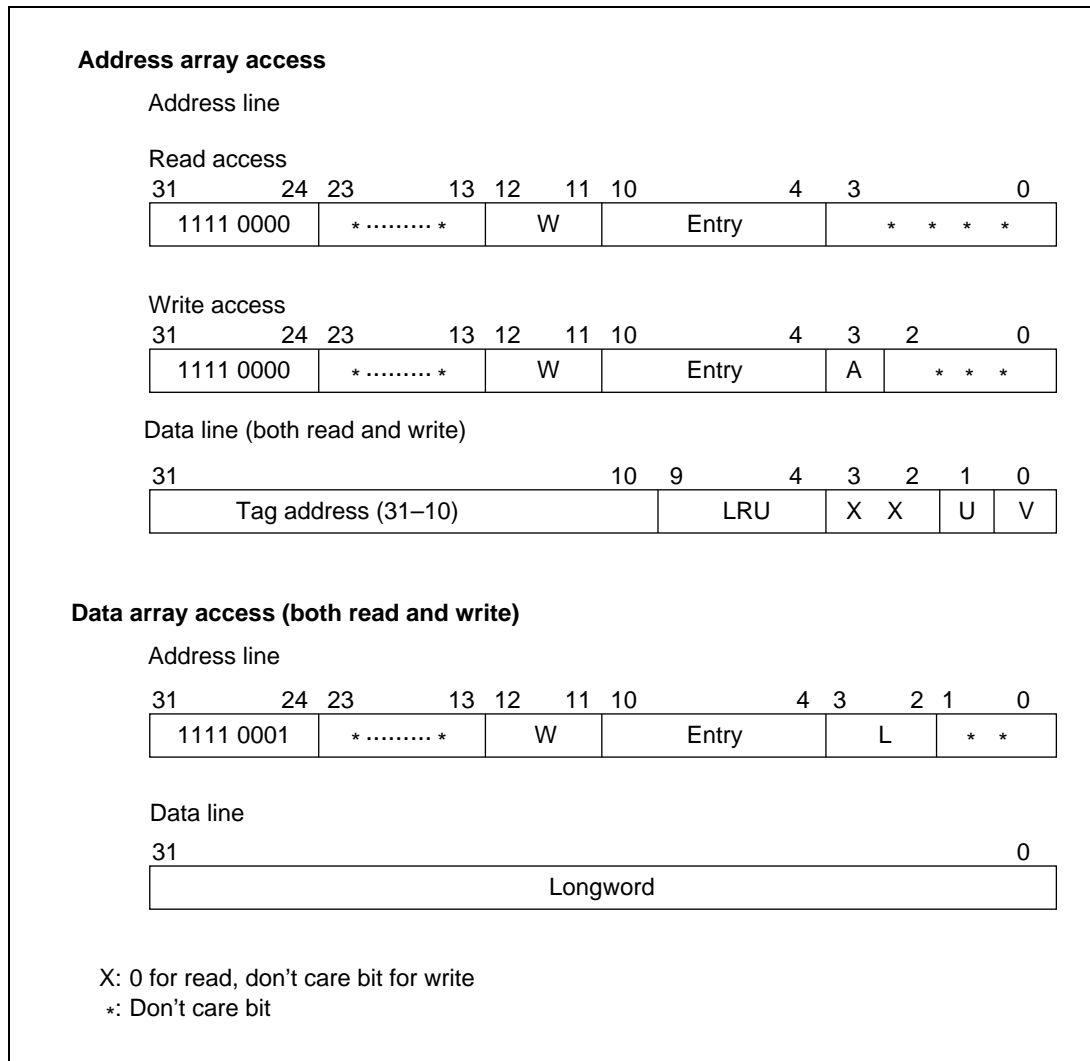 Address array access
Address line
Read access
31 24 23 13 12 11 10 4 3 0
1111 0000 * ········· * W Entry * * * *
Write access
31 24 23 13 12 11 10 4 3 2 0
1111 0000 * ········· * W Entry A * * *
Data line (both read and write)
31 10 9 4 3 2 1 0
Tag address (31–10) LRU X X U V
Data array access (both read and write)
Address line
31 24 23 13 12 11 10 4 3 2 1 0
1111 0001 * ········· * W Entry L * *
Data line
31 0
Longword
X: 0 for read, don’t care bit for write
*: Don’t care bit